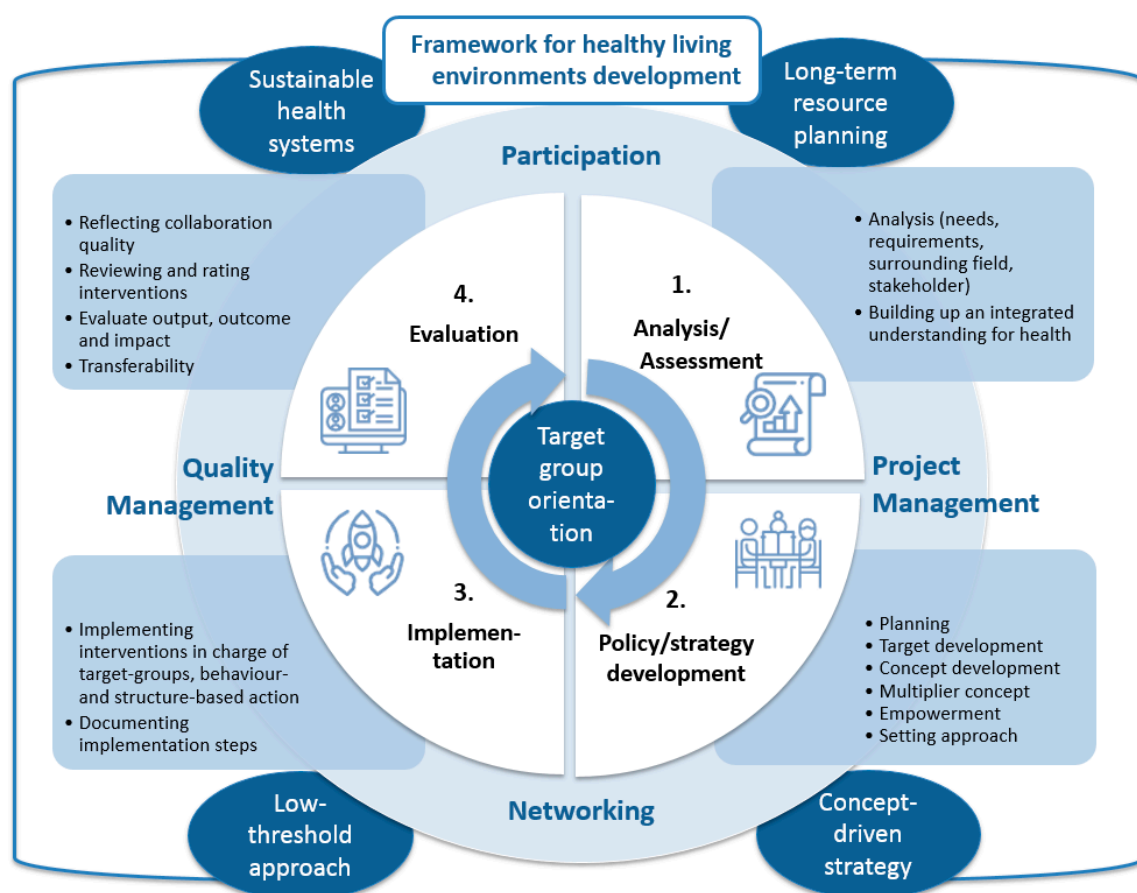 Framework for healthy living
environments development
Sustainable
health
systems
Long-term
resource
planning
Participation
• Reflecting collaboration
quality
• Reviewing and rating
interventions
• Evaluate output, outcome
and impact
• Transferability
• Analysis (needs,
requirements,
surrounding field,
stakeholder)
• Building up an integrated
understanding for health
4.
Evaluation
1.
Analysis/
Assessment
Target
group
orienta-
tion
Quality
Management
Project
Management
3.
Implemen-
tation
2.
Policy/strategy
development
• Implementing
interventions in charge of
target-groups, behaviour-
and structure-based action
• Documenting
implementation steps
• Planning
• Target development
• Concept development
• Multiplier concept
• Empowerment
• Setting approach
Networking
Low-
threshold
approach
Concept-
driven
strategy